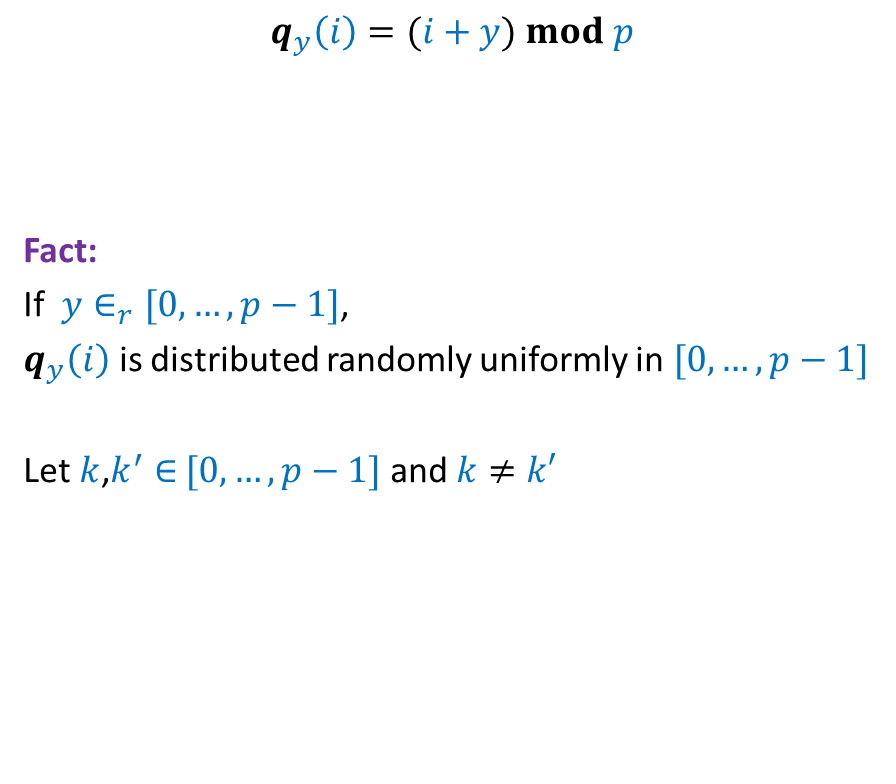 𝒒_y(i) = (i + y) mod p
Fact:
If y ∈_r [0, … , p − 1],
𝒒_y(i) is distributed randomly uniformly in [0, … , p − 1]
Let k,k′ ∈ [0, … , p − 1] and k ≠ k′